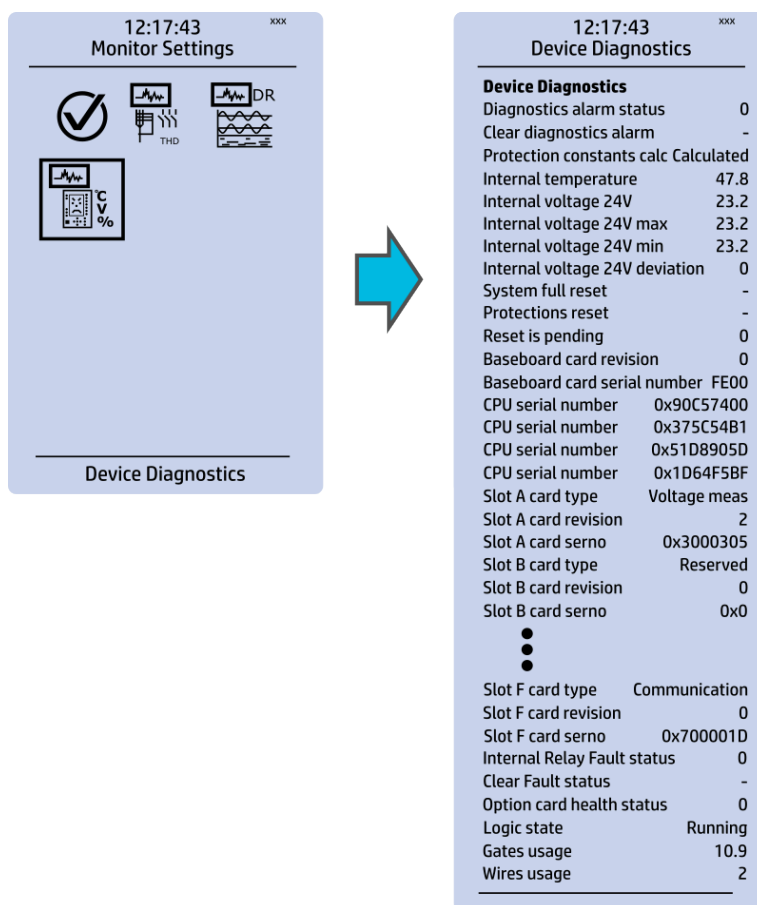 12:17:43 xxx
Monitor Settings
DR
THD
°C
V
%
Device Diagnostics
12:17:43 xxx
Device Diagnostics
Device Diagnostics
Diagnostics alarm status 0
Clear diagnostics alarm -
Protection constants calc Calculated
Internal temperature 47.8
Internal voltage 24V 23.2
Internal voltage 24V max 23.2
Internal voltage 24V min 23.2
Internal voltage 24V deviation 0
System full reset -
Protections reset -
Reset is pending 0
Baseboard card revision 0
Baseboard card serial number FE00
CPU serial number 0x90C57400
CPU serial number 0x375C54B1
CPU serial number 0x51D8905D
CPU serial number 0x1D64F5BF
Slot A card type Voltage meas
Slot A card revision 2
Slot A card serno 0x3000305
Slot B card type Reserved
Slot B card revision 0
Slot B card serno 0x0
Slot F card type Communication
Slot F card revision 0
Slot F card serno 0x700001D
Internal Relay Fault status 0
Clear Fault status -
Option card health status 0
Logic state Running
Gates usage 10.9
Wires usage 2